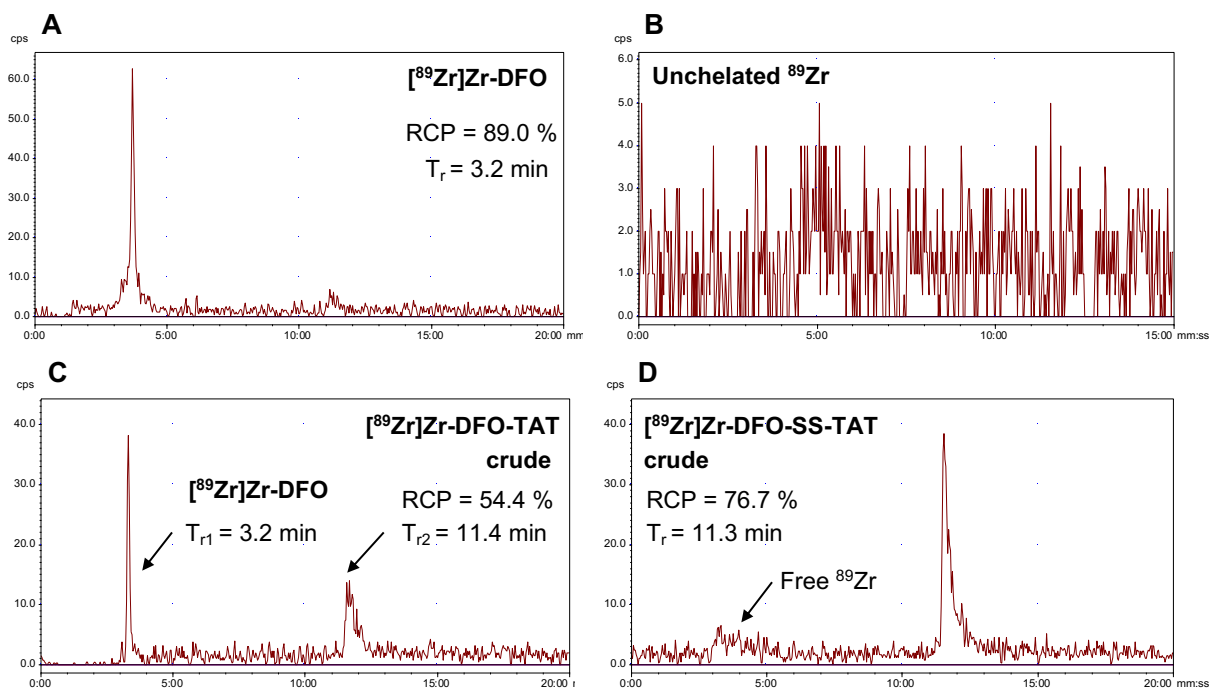 A
cps
60.0
50.0
40.0
30.0
20.0
10.0
0.0
0:00
5:00
10:00
15:00
20:00 mm
[⁸⁹Zr]Zr-DFO
RCP = 89.0 %
Tᵣ = 3.2 min
B
cps
6.0
5.0
4.0
3.0
2.0
1.0
0.0
0:00
5:00
10:00
15:00 mm:ss
Unchelated ⁸⁹Zr
C
cps
40.0
30.0
20.0
10.0
0.0
0:00
5:00
10:00
15:00
20:00
[⁸⁹Zr]Zr-DFO-TAT
crude
RCP = 54.4 %
Tᵣ₂ = 11.4 min
[⁸⁹Zr]Zr-DFO
Tᵣ₁ = 3.2 min
D
cps
40.0
30.0
20.0
10.0
0.0
0:00
5:00
10:00
15:00
20:00 mm:ss
[⁸⁹Zr]Zr-DFO-SS-TAT
crude
RCP = 76.7 %
Tᵣ = 11.3 min
Free ⁸⁹Zr